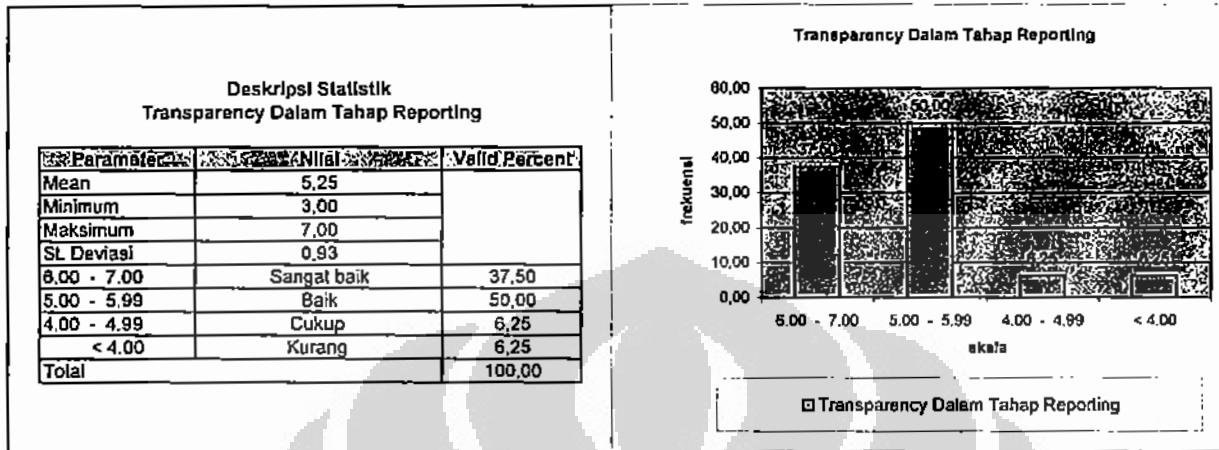 Deskripsi Statistik
Transparency Dalam Tahap Reporting
Parameter Nilai Valid Percent
Mean 5,25
Minimum 3,00
Maksimum 7,00
St. Deviasi 0,93
6.00 - 7.00 Sangat baik 37,50
5.00 - 5.99 Baik 50,00
4.00 - 4.99 Cukup 6,25
< 4.00 Kurang 6,25
Total 100,00
Transparency Dalam Tahap Reporting
60,00
50,00
40,00
30,00
20,00
10,00
0,00
frekuensi
50,00
6.00 - 7.00 5.00 - 5.99 4.00 - 4.99 < 4.00
skala
Transparency Dalam Tahap Reporting